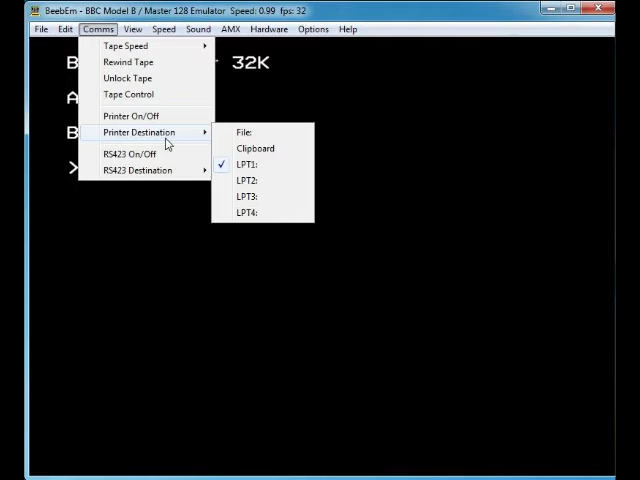 BeebEm - BBC Model B / Master 128 Emulator Speed: 0.99 fps: 32
File Edit Comms View Speed Sound AMX Hardware Options Help
Tape Speed
B 32K
Rewind Tape
Unlock Tape
A
Tape Control
Printer On/Off
B
Printer Destination
File:
Clipboard
RS423 On/Off
LPT1:
>
RS423 Destination
LPT2:
LPT3:
LPT4: